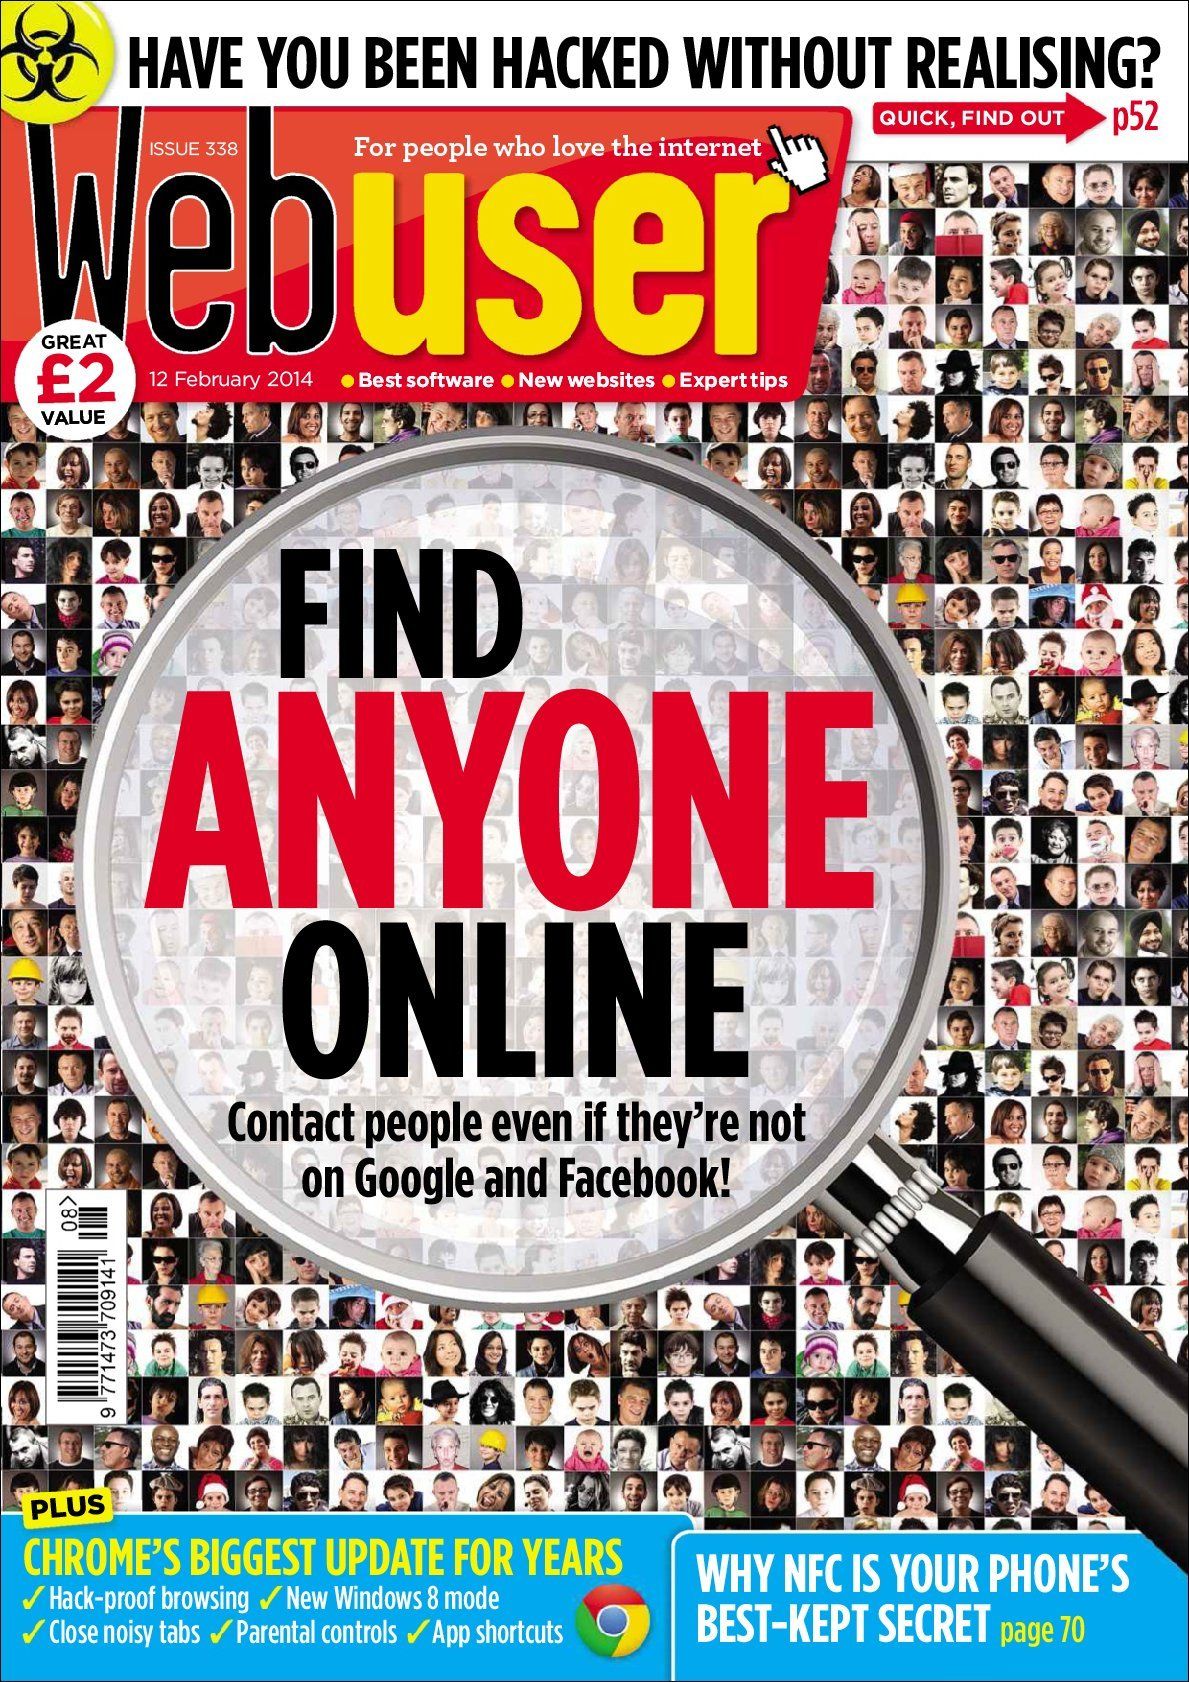 HAVE YOU BEEN HACKED WITHOUT REALISING?
QUICK, FIND OUT p52
ISSUE 338
For people who love the internet
Webuser
GREAT
£2
VALUE
12 February 2014
Best software
New websites
Expert tips
FIND
ANYONE
ONLINE
Contact people even if they're not
on Google and Facebook!
08>
9 771473 709141
PLUS
CHROME'S BIGGEST UPDATE FOR YEARS
✓ Hack-proof browsing ✓ New Windows 8 mode
✓ Close noisy tabs ✓ Parental controls ✓ App shortcuts
WHY NFC IS YOUR PHONE'S
BEST-KEPT SECRET page 70